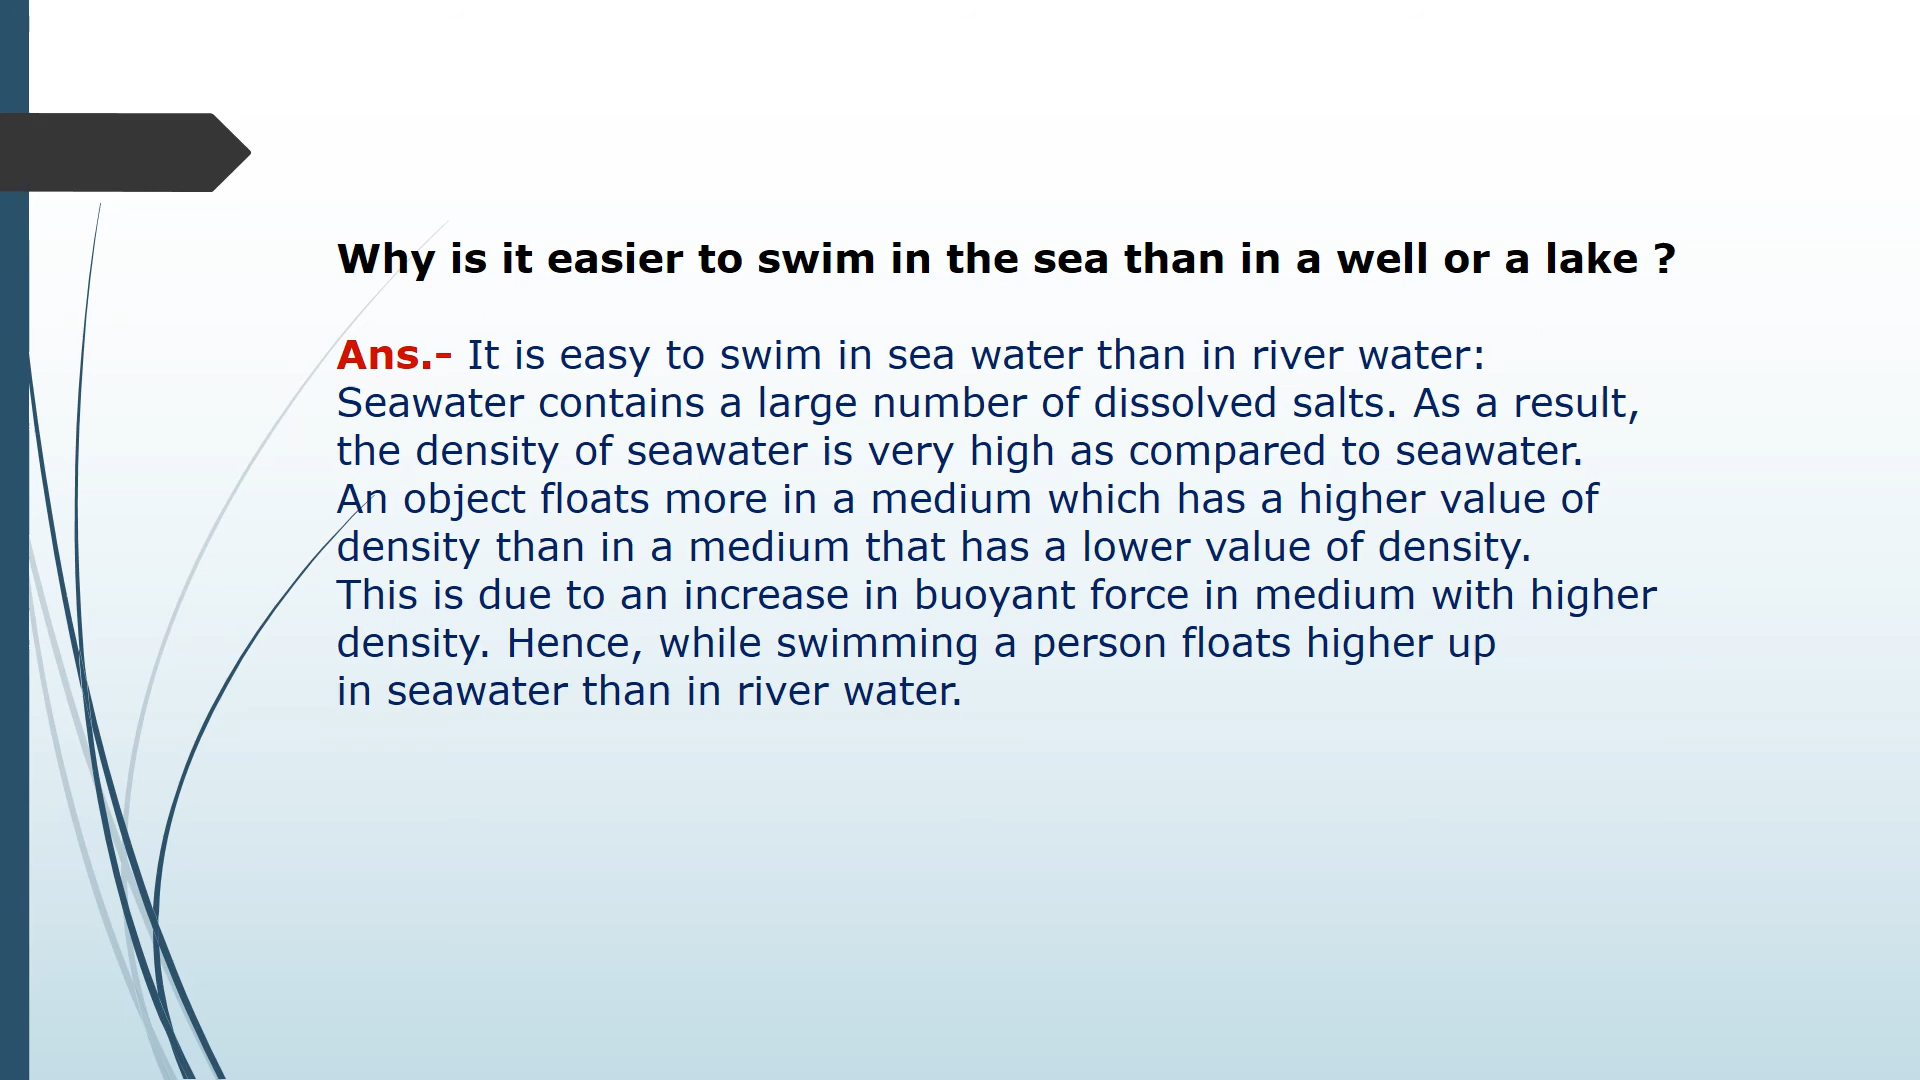 Why is it easier to swim in the sea than in a well or a lake ?
Ans.- It is easy to swim in sea water than in river water:
Seawater contains a large number of dissolved salts. As a result,
the density of seawater is very high as compared to seawater.
An object floats more in a medium which has a higher value of
density than in a medium that has a lower value of density.
This is due to an increase in buoyant force in medium with higher
density. Hence, while swimming a person floats higher up
in seawater than in river water.